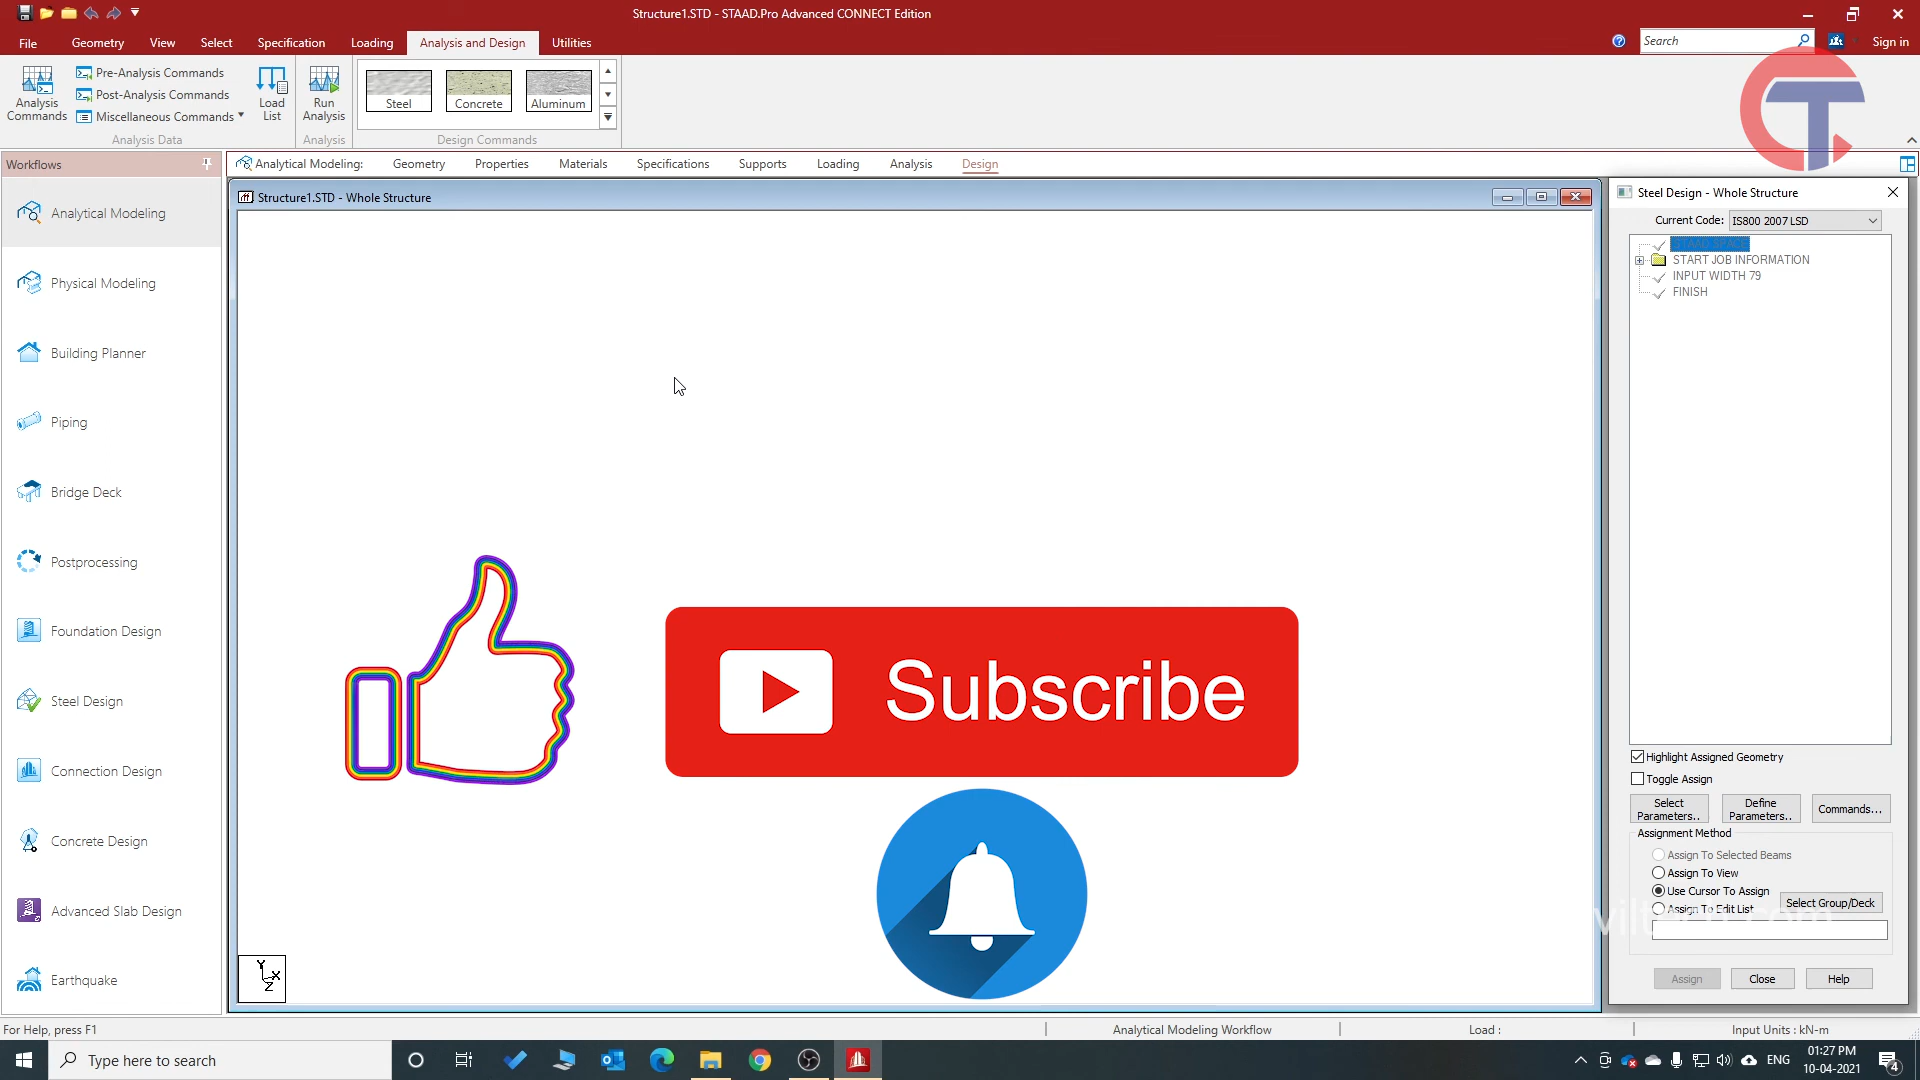 Structure1.STD - STAAD.Pro Advanced CONNECT Edition
File Geometry View Select Specification Loading Analysis and Design Utilities
Search
Sign in
Analysis Commands
Pre-Analysis Commands
Post-Analysis Commands
Miscellaneous Commands
Load List
Run Analysis
Steel Concrete Aluminum
Analysis Data
Analysis
Design Commands
CT
Workflows
Analytical Modeling: Geometry Properties Materials Specifications Supports Loading Analysis Design
Analytical Modeling
Physical Modeling
Building Planner
Piping
Bridge Deck
Postprocessing
Foundation Design
Steel Design
Connection Design
Concrete Design
Advanced Slab Design
Earthquake
Structure1.STD - Whole Structure
Subscribe
Y
X
Z
Steel Design - Whole Structure
Current Code: IS800 2007 LSD
STAAD SPACE
START JOB INFORMATION
INPUT WIDTH 79
FINISH
Highlight Assigned Geometry
Toggle Assign
Select Parameters..
Define Parameters..
Commands...
Assignment Method
Assign To Selected Beams
Assign To View
Use Cursor To Assign
Select Group/Deck
Assign To Edit List
Assign Close Help
For Help, press F1
Analytical Modeling Workflow
Load :
Input Units : kN-m
Type here to search
ENG
01:27 PM
10-04-2021
4